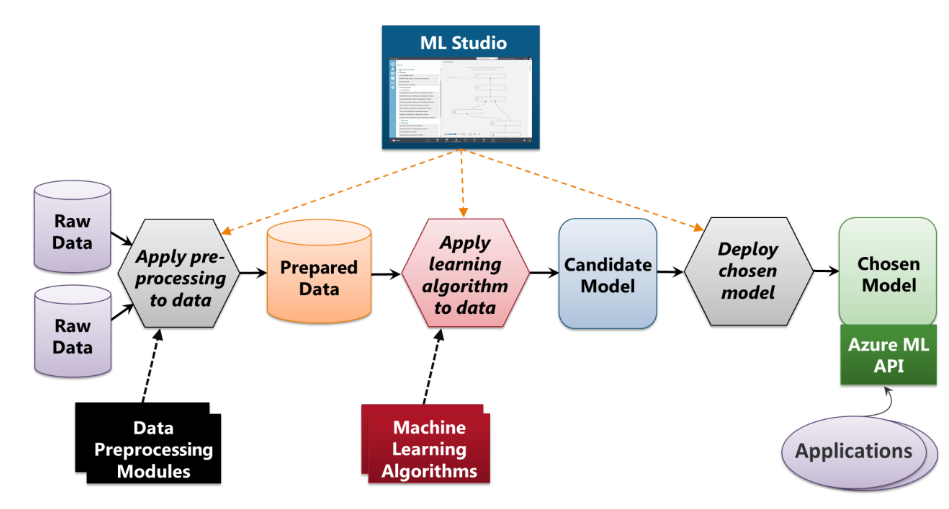 ML Studio
Raw
Data
Raw
Data
Apply pre-
processing
to data
Prepared
Data
Apply
learning
algorithm
to data
Candidate
Model
Deploy
chosen
model
Chosen
Model
Azure ML
API
Data
Preprocessing
Modules
Machine
Learning
Algorithms
Applications